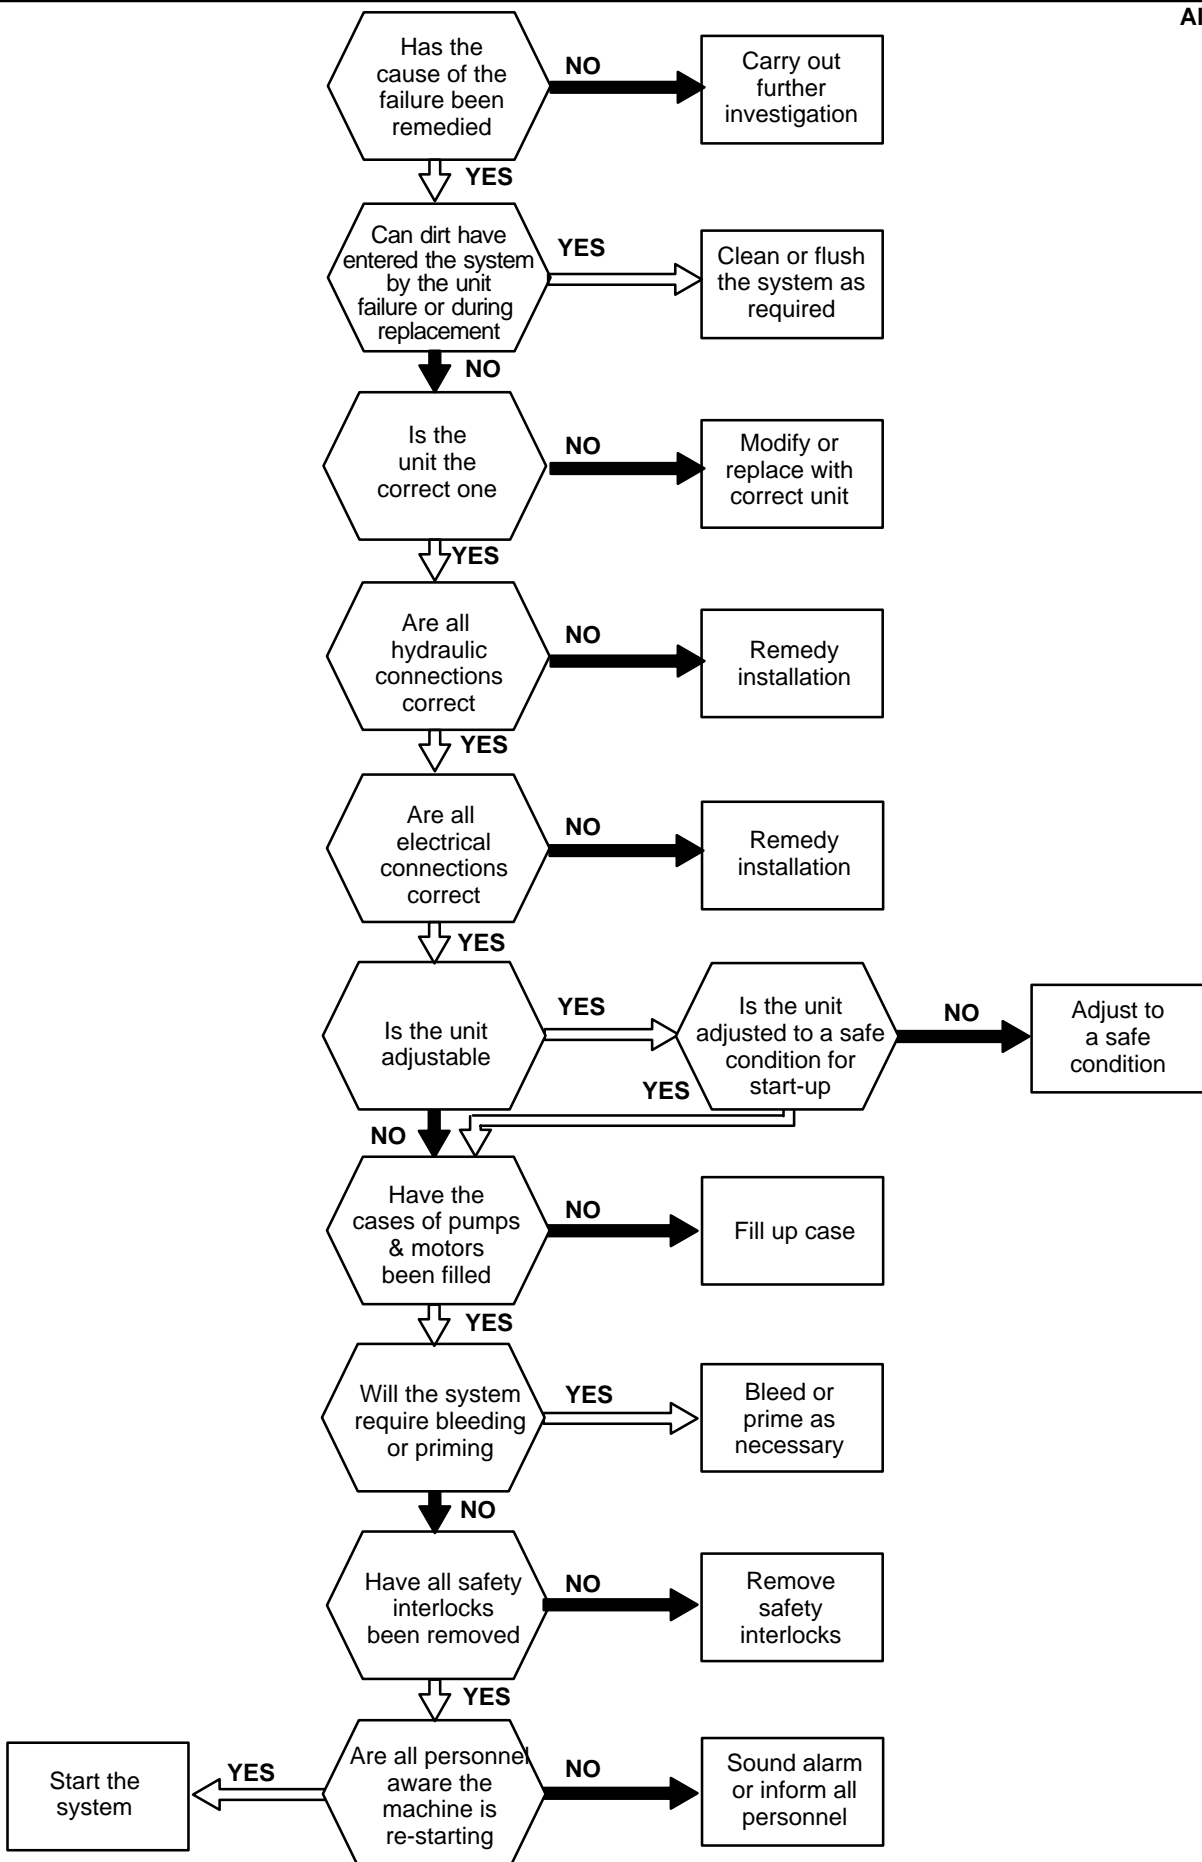 Has the
cause of the
failure been
remedied
NO
Carry out
further
investigation
YES
Can dirt have
entered the system
by the unit
failure or during
replacement
YES
Clean or flush
the system as
required
NO
Is the
unit the
correct one
NO
Modify or
replace with
correct unit
YES
Are all
hydraulic
connections
correct
NO
Remedy
installation
YES
Are all
electrical
connections
correct
NO
Remedy
installation
YES
Is the unit
adjustable
YES
Is the unit
adjusted to a safe
condition for
start-up
NO
Adjust to
a safe
condition
YES
NO
Have the
cases of pumps
& motors
been filled
NO
Fill up case
YES
Will the system
require bleeding
or priming
YES
Bleed or
prime as
necessary
NO
Have all safety
interlocks
been removed
NO
Remove
safety
interlocks
YES
Are all personnel
aware the
machine is
re-starting
NO
Sound alarm
or inform all
personnel
YES
Start the
system